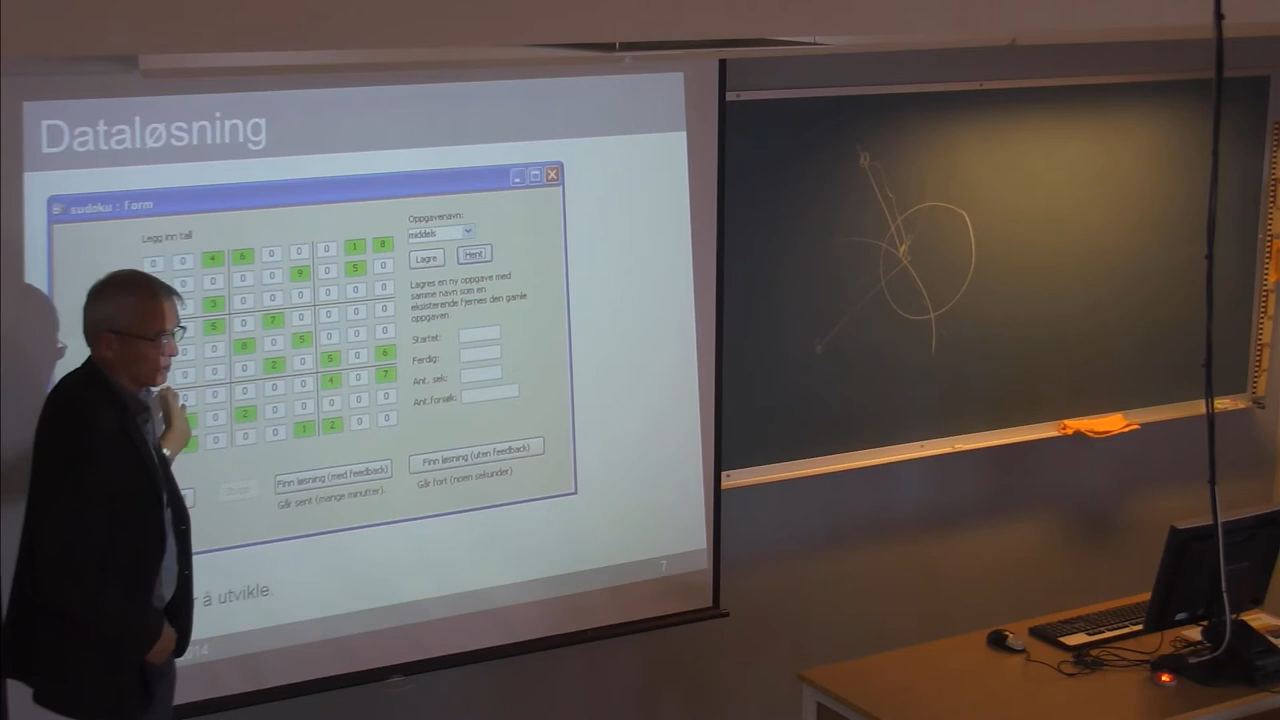 Dataløsning
sudoku : Form
Legg inn tall
0 0 4 6 0 0 0 1 8
0 0 0 0 9 0 5 0
0 3 0 0 0 0 0 0
0 5 0 7 0 0 0 0
0 0 8 0 5 0 0 0
0 0 0 2 0 5 0 6
0 0 0 0 0 4 0 7
0 2 0 0 0 0 0
0 0 0 1 2 0 0
Oppgavenavn:
middels
Lagre Hent
Lagres en ny oppgave med
samme navn som en
eksisterende fjernes den gamle
oppgaven.
Startet:
Ferdig:
Ant. sek:
Ant.forsøk:
Stopp
Finn løsning (med feedback)
Går sent (mange minutter).
Finn løsning (uten feedback)
Går fort (noen sekunder)
å utvikle.
7